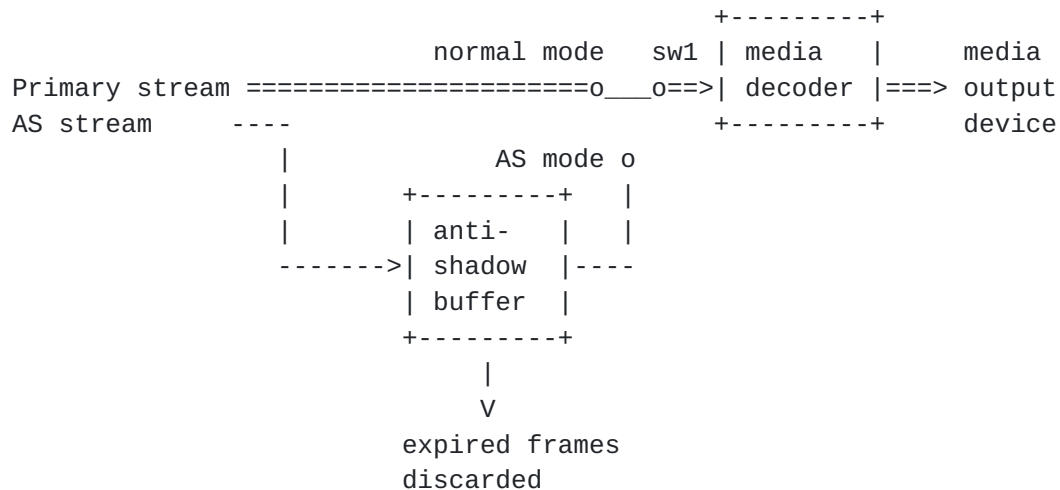 normal mode sw1 media media
Primary stream decoder output
AS stream device
AS mode
anti-
shadow
buffer
expired frames
discarded